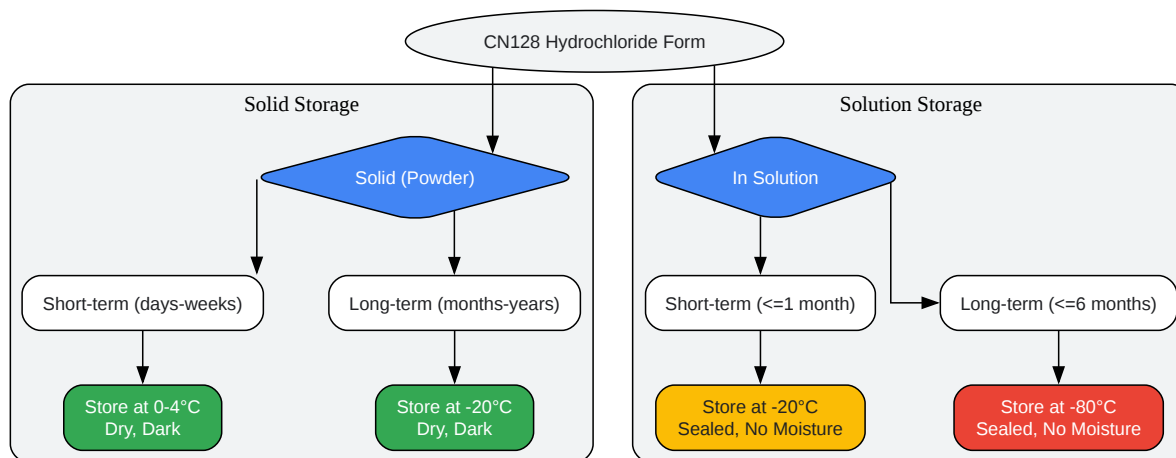 CN128 Hydrochloride Form
Solid Storage
Solution Storage
Solid (Powder)
In Solution
Short-term (days-weeks)
Long-term (months-years)
Short-term (<=1 month)
Long-term (<=6 months)
Store at 0-4°C
Dry, Dark
Store at -20°C
Dry, Dark
Store at -20°C
Sealed, No Moisture
Store at -80°C
Sealed, No Moisture